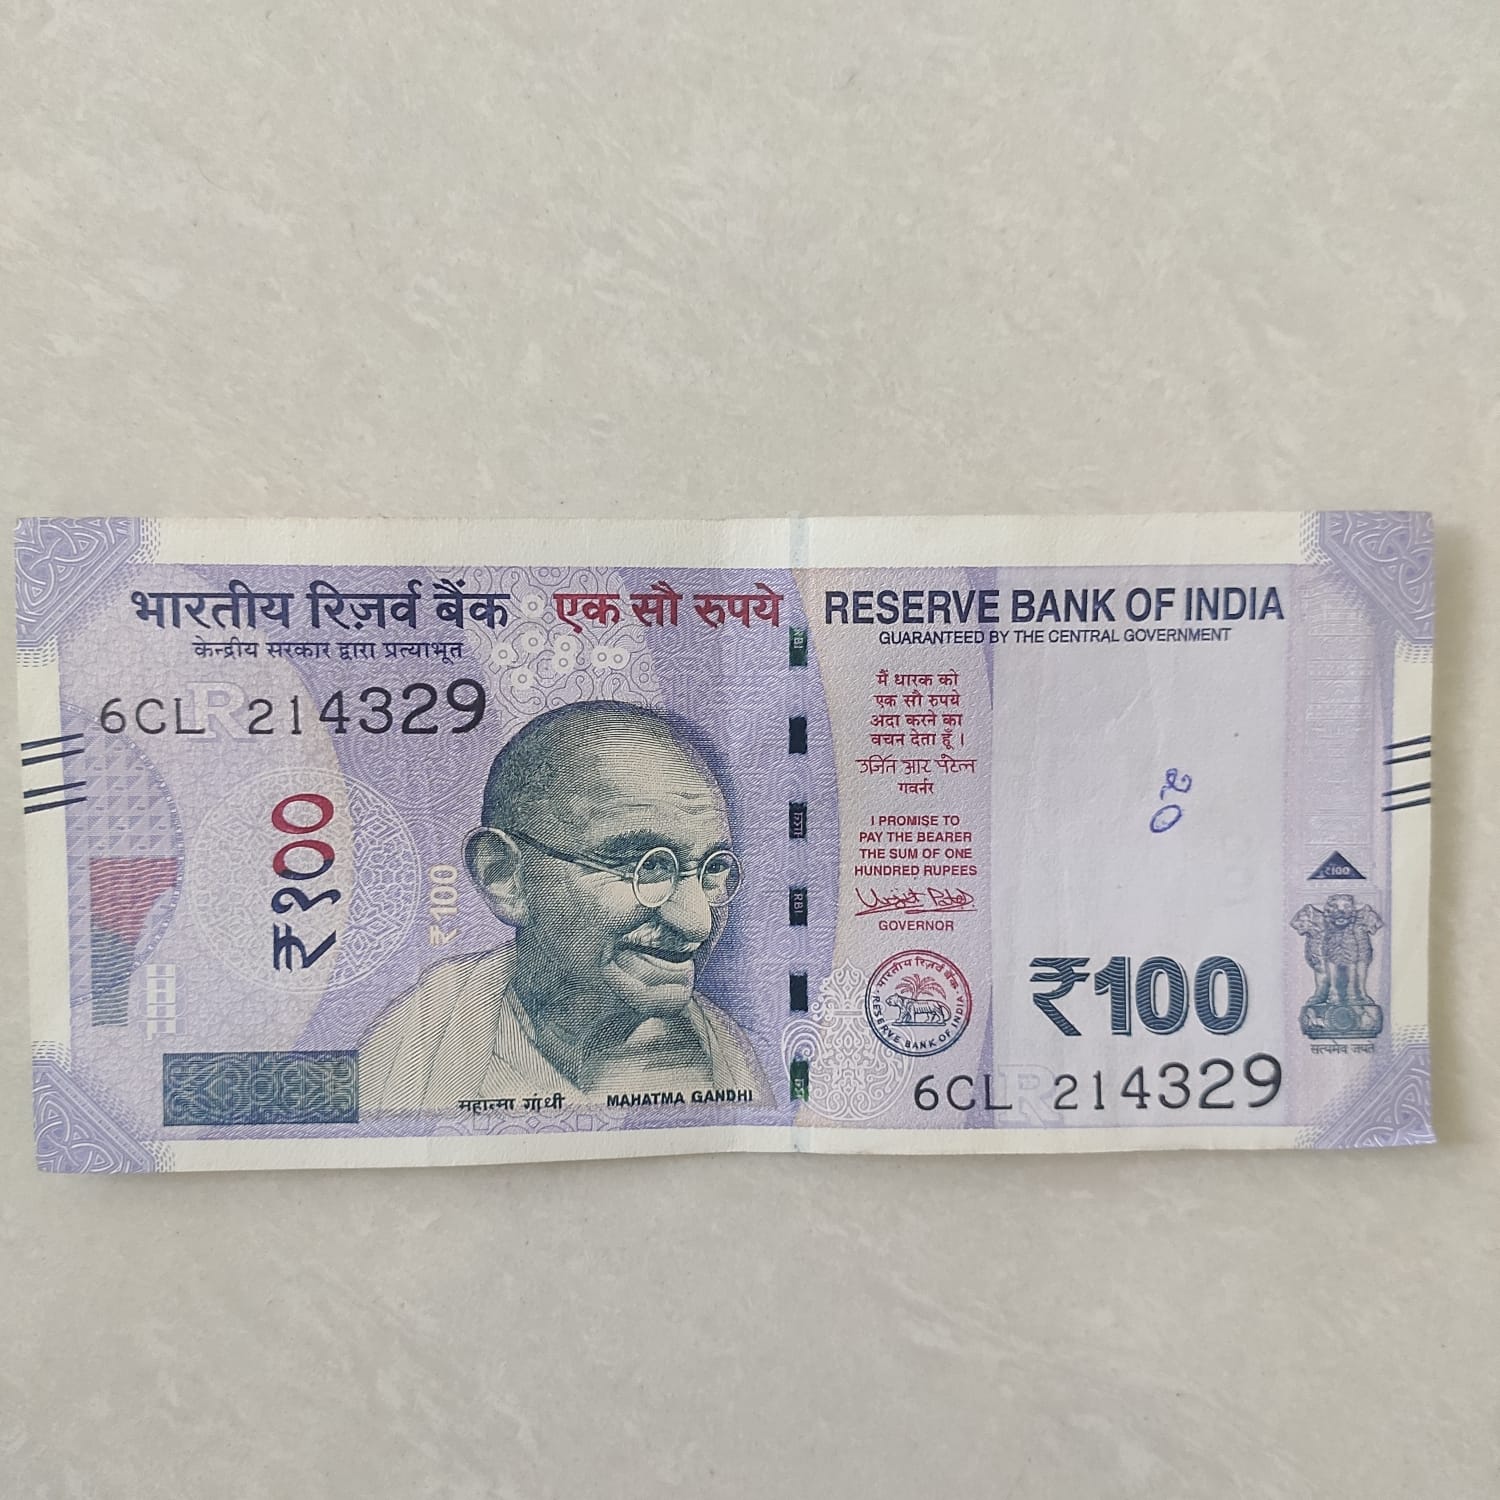 भारतीय रिज़र्व बैंक
केन्द्रीय सरकार द्वारा प्रत्याभूत
एक सौ रुपये
RESERVE BANK OF INDIA
GUARANTEED BY THE CENTRAL GOVERNMENT
6CL R 214329
₹१००
₹100
महात्मा गांधी
MAHATMA GANDHI
RBI
भारत
RBI
मैं धारक को
एक सौ रुपये
अदा करने का
वचन देता हूँ।
उर्जित आर पटेल
गवर्नर
I PROMISE TO
PAY THE BEARER
THE SUM OF ONE
HUNDRED RUPEES
Urjit Patel
GOVERNOR
भारतीय रिज़र्व बैंक
RESERVE BANK OF INDIA
₹100
₹100
सत्यमेव जयते
6CL R 214329